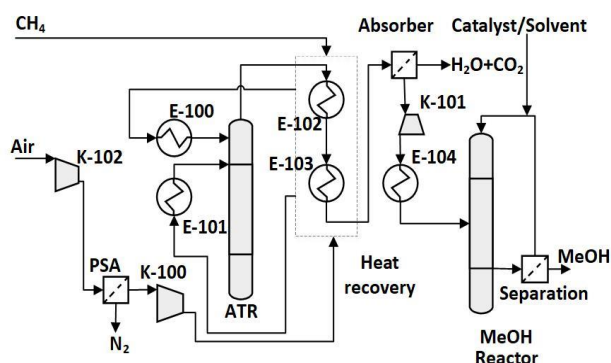 CH₄
Absorber
Catalyst/Solvent
H₂O+CO₂
E-100
E-102
K-101
Air
K-102
E-103
E-104
E-101
PSA
K-100
Heat
recovery
MeOH
Separation
ATR
N₂
MeOH
Reactor